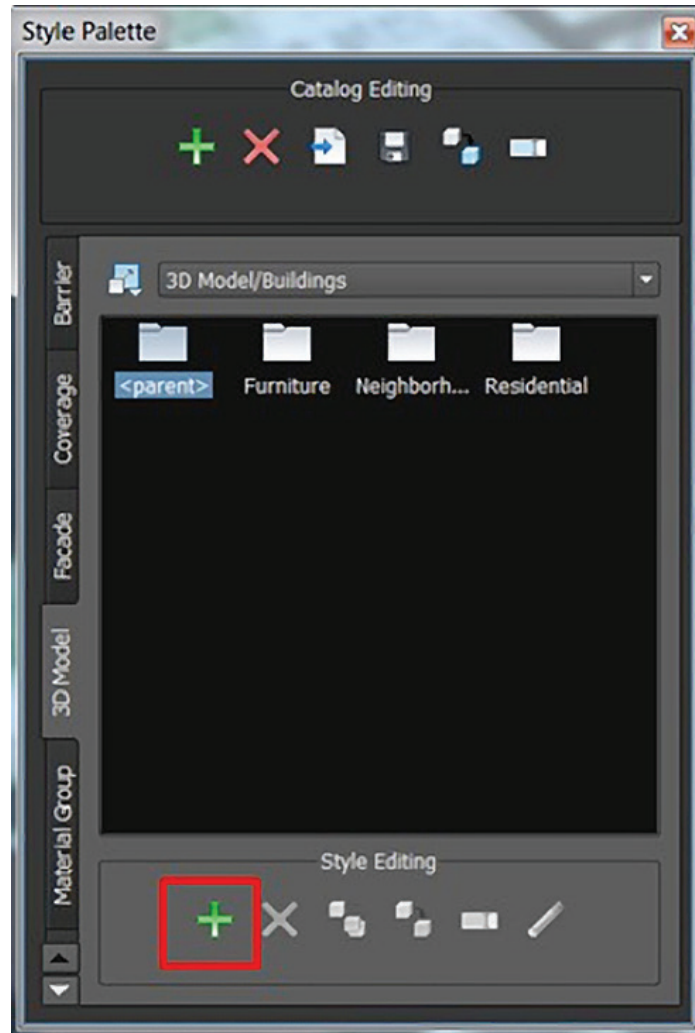 Style Palette
Catalog Editing
Barrier
Coverage
Facade
3D Model
Material Group
3D Model/Buildings
<parent>
Furniture
Neighborh...
Residential
Style Editing